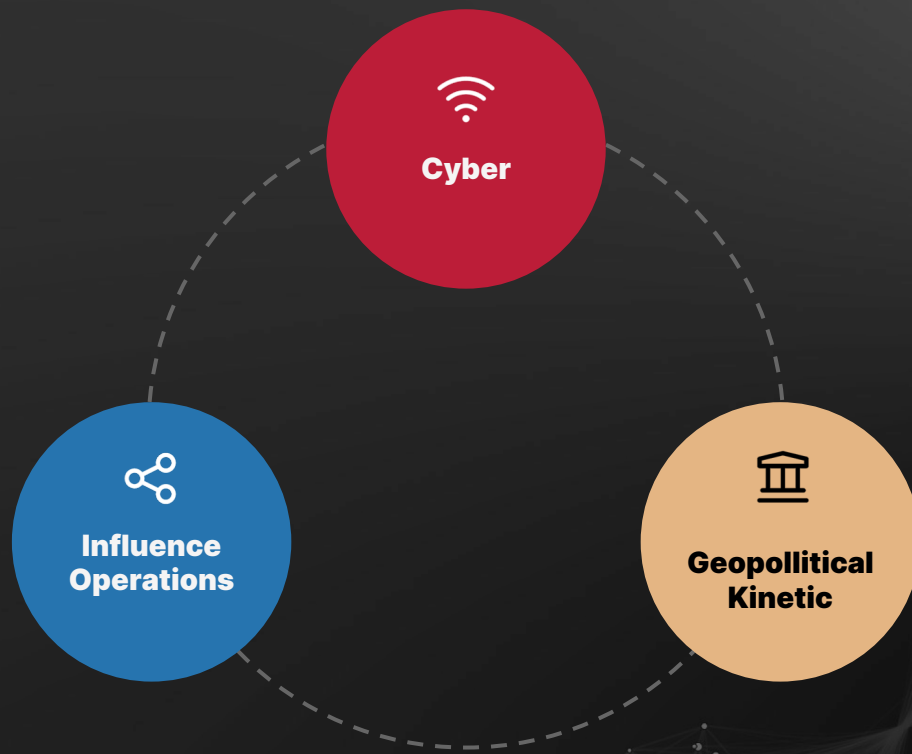 Cyber
Influence
Operations
Geopollitical
Kinetic